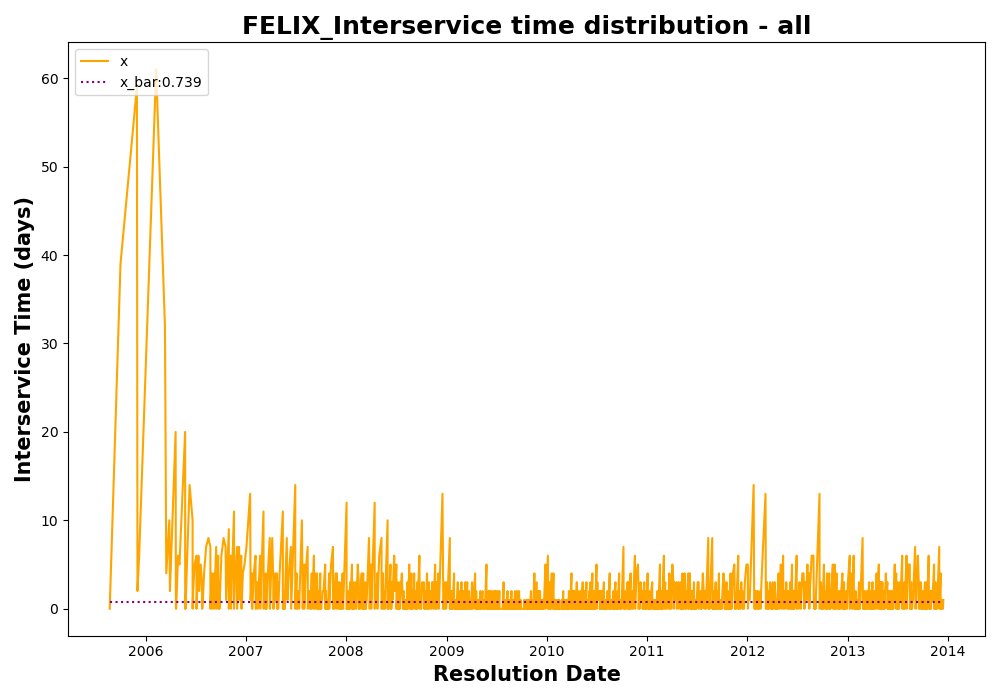 FELIX_Interservice time distribution - all
x
x_bar:0.739
Interservice Time (days)
60
50
40
30
20
10
0
2006 2007 2008 2009 2010 2011 2012 2013 2014
Resolution Date